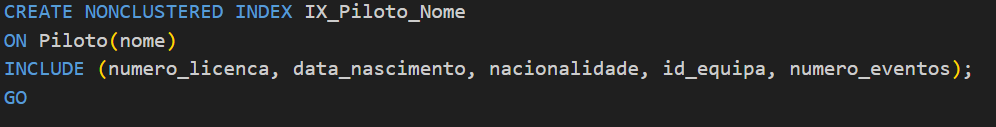 CREATE NONCLUSTERED INDEX IX_Piloto_Nome
ON Piloto(nome)
INCLUDE (numero_licenca, data_nascimento, nacionalidade, id_equipa, numero_eventos);
GO